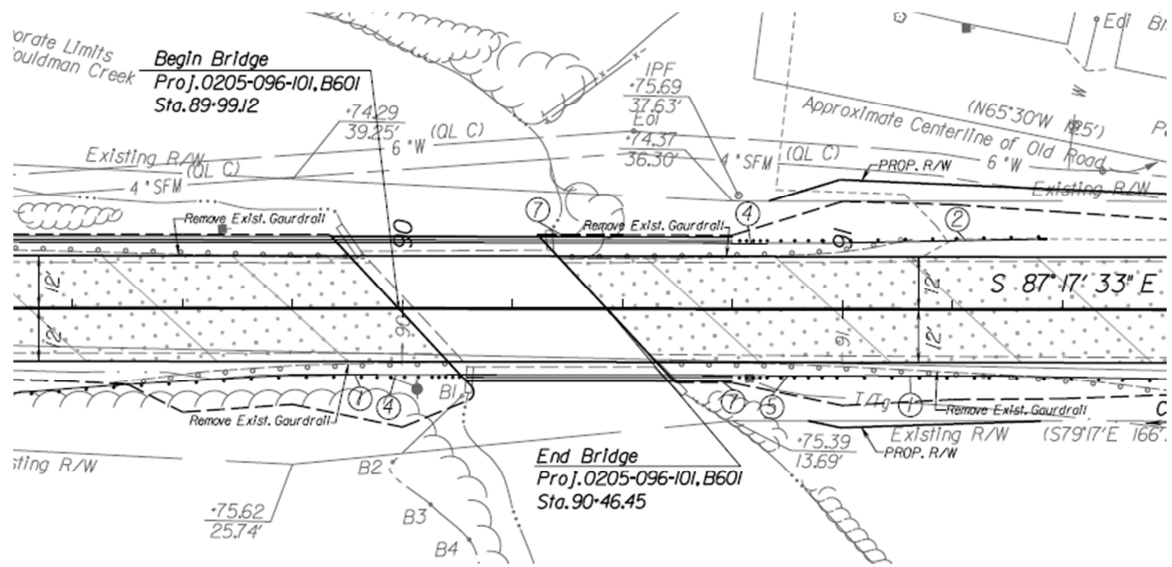 orate Limits
ouldman Creek
Begin Bridge
Proj. 0205-096-101, B601
Sta. 89+99.12
+74.29
39.25'
6 "W
(QL C)
Existing R/W
(QL C)
4 "SFM
IPF
+75.69
37.63'
EoI
+74.37
36.30'
4 "SFM
(QL C)
6 "W
EoI
Approximate Centerline of Old Road
(N65°30'W 125')
PROP. R/W
Existing R/W
Remove Exist. Gaurdrail
90
7
Remove Exist. Gaurdrail
4
91
2
12'
12'
S 87° 17' 33" E
12'
12'
90
91
Remove Exist. Gaurdrail
1
4
B1
7
5
T/Tg
1
Remove Exist. Gaurdrail
sting R/W
B2
B3
B4
+75.62
25.74'
End Bridge
Proj. 0205-096-101, B601
Sta. 90+46.45
+75.39
13.69'
Existing R/W
(S79°17'E 166'
PROP. R/W